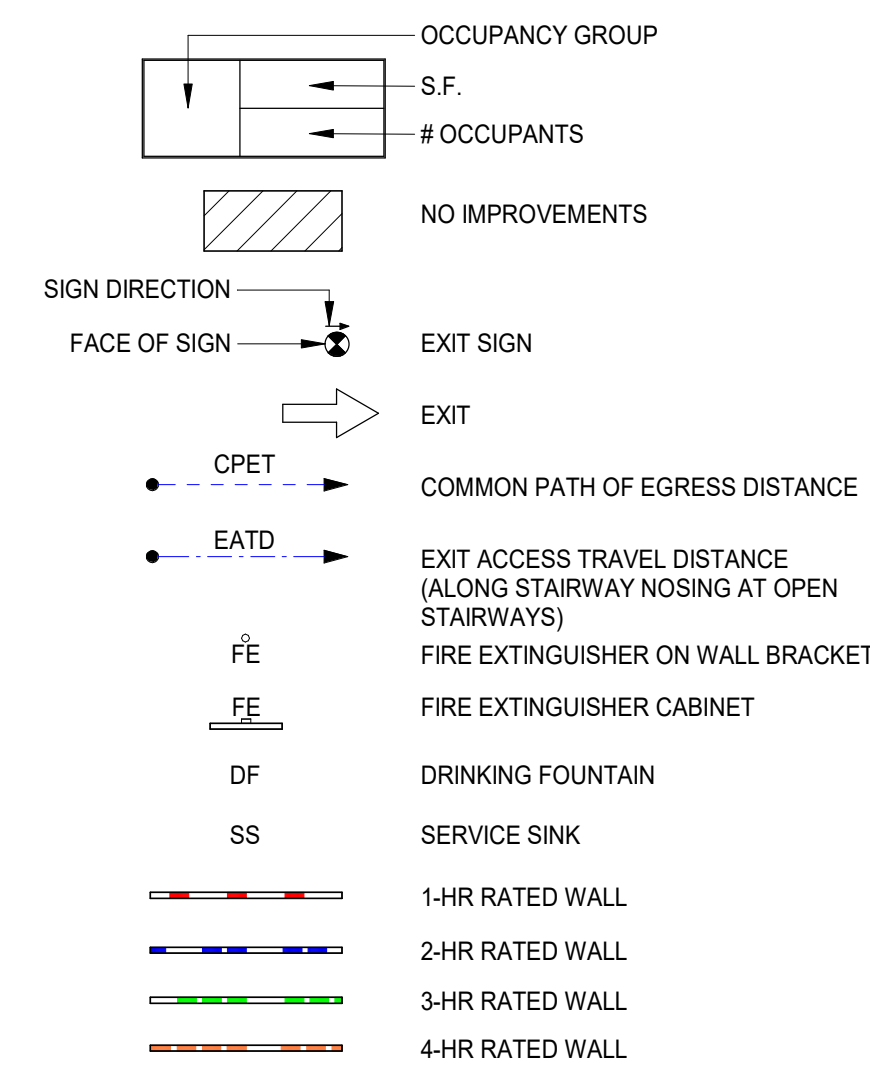 OCCUPANCY GROUP
S.F.
# OCCUPANTS
NO IMPROVEMENTS
SIGN DIRECTION
FACE OF SIGN
EXIT SIGN
EXIT
CPET
COMMON PATH OF EGRESS DISTANCE
EATD
EXIT ACCESS TRAVEL DISTANCE
(ALONG STAIRWAY NOSING AT OPEN
STAIRWAYS)
FE
FIRE EXTINGUISHER ON WALL BRACKET
FE
FIRE EXTINGUISHER CABINET
DF
DRINKING FOUNTAIN
SS
SERVICE SINK
1-HR RATED WALL
2-HR RATED WALL
3-HR RATED WALL
4-HR RATED WALL